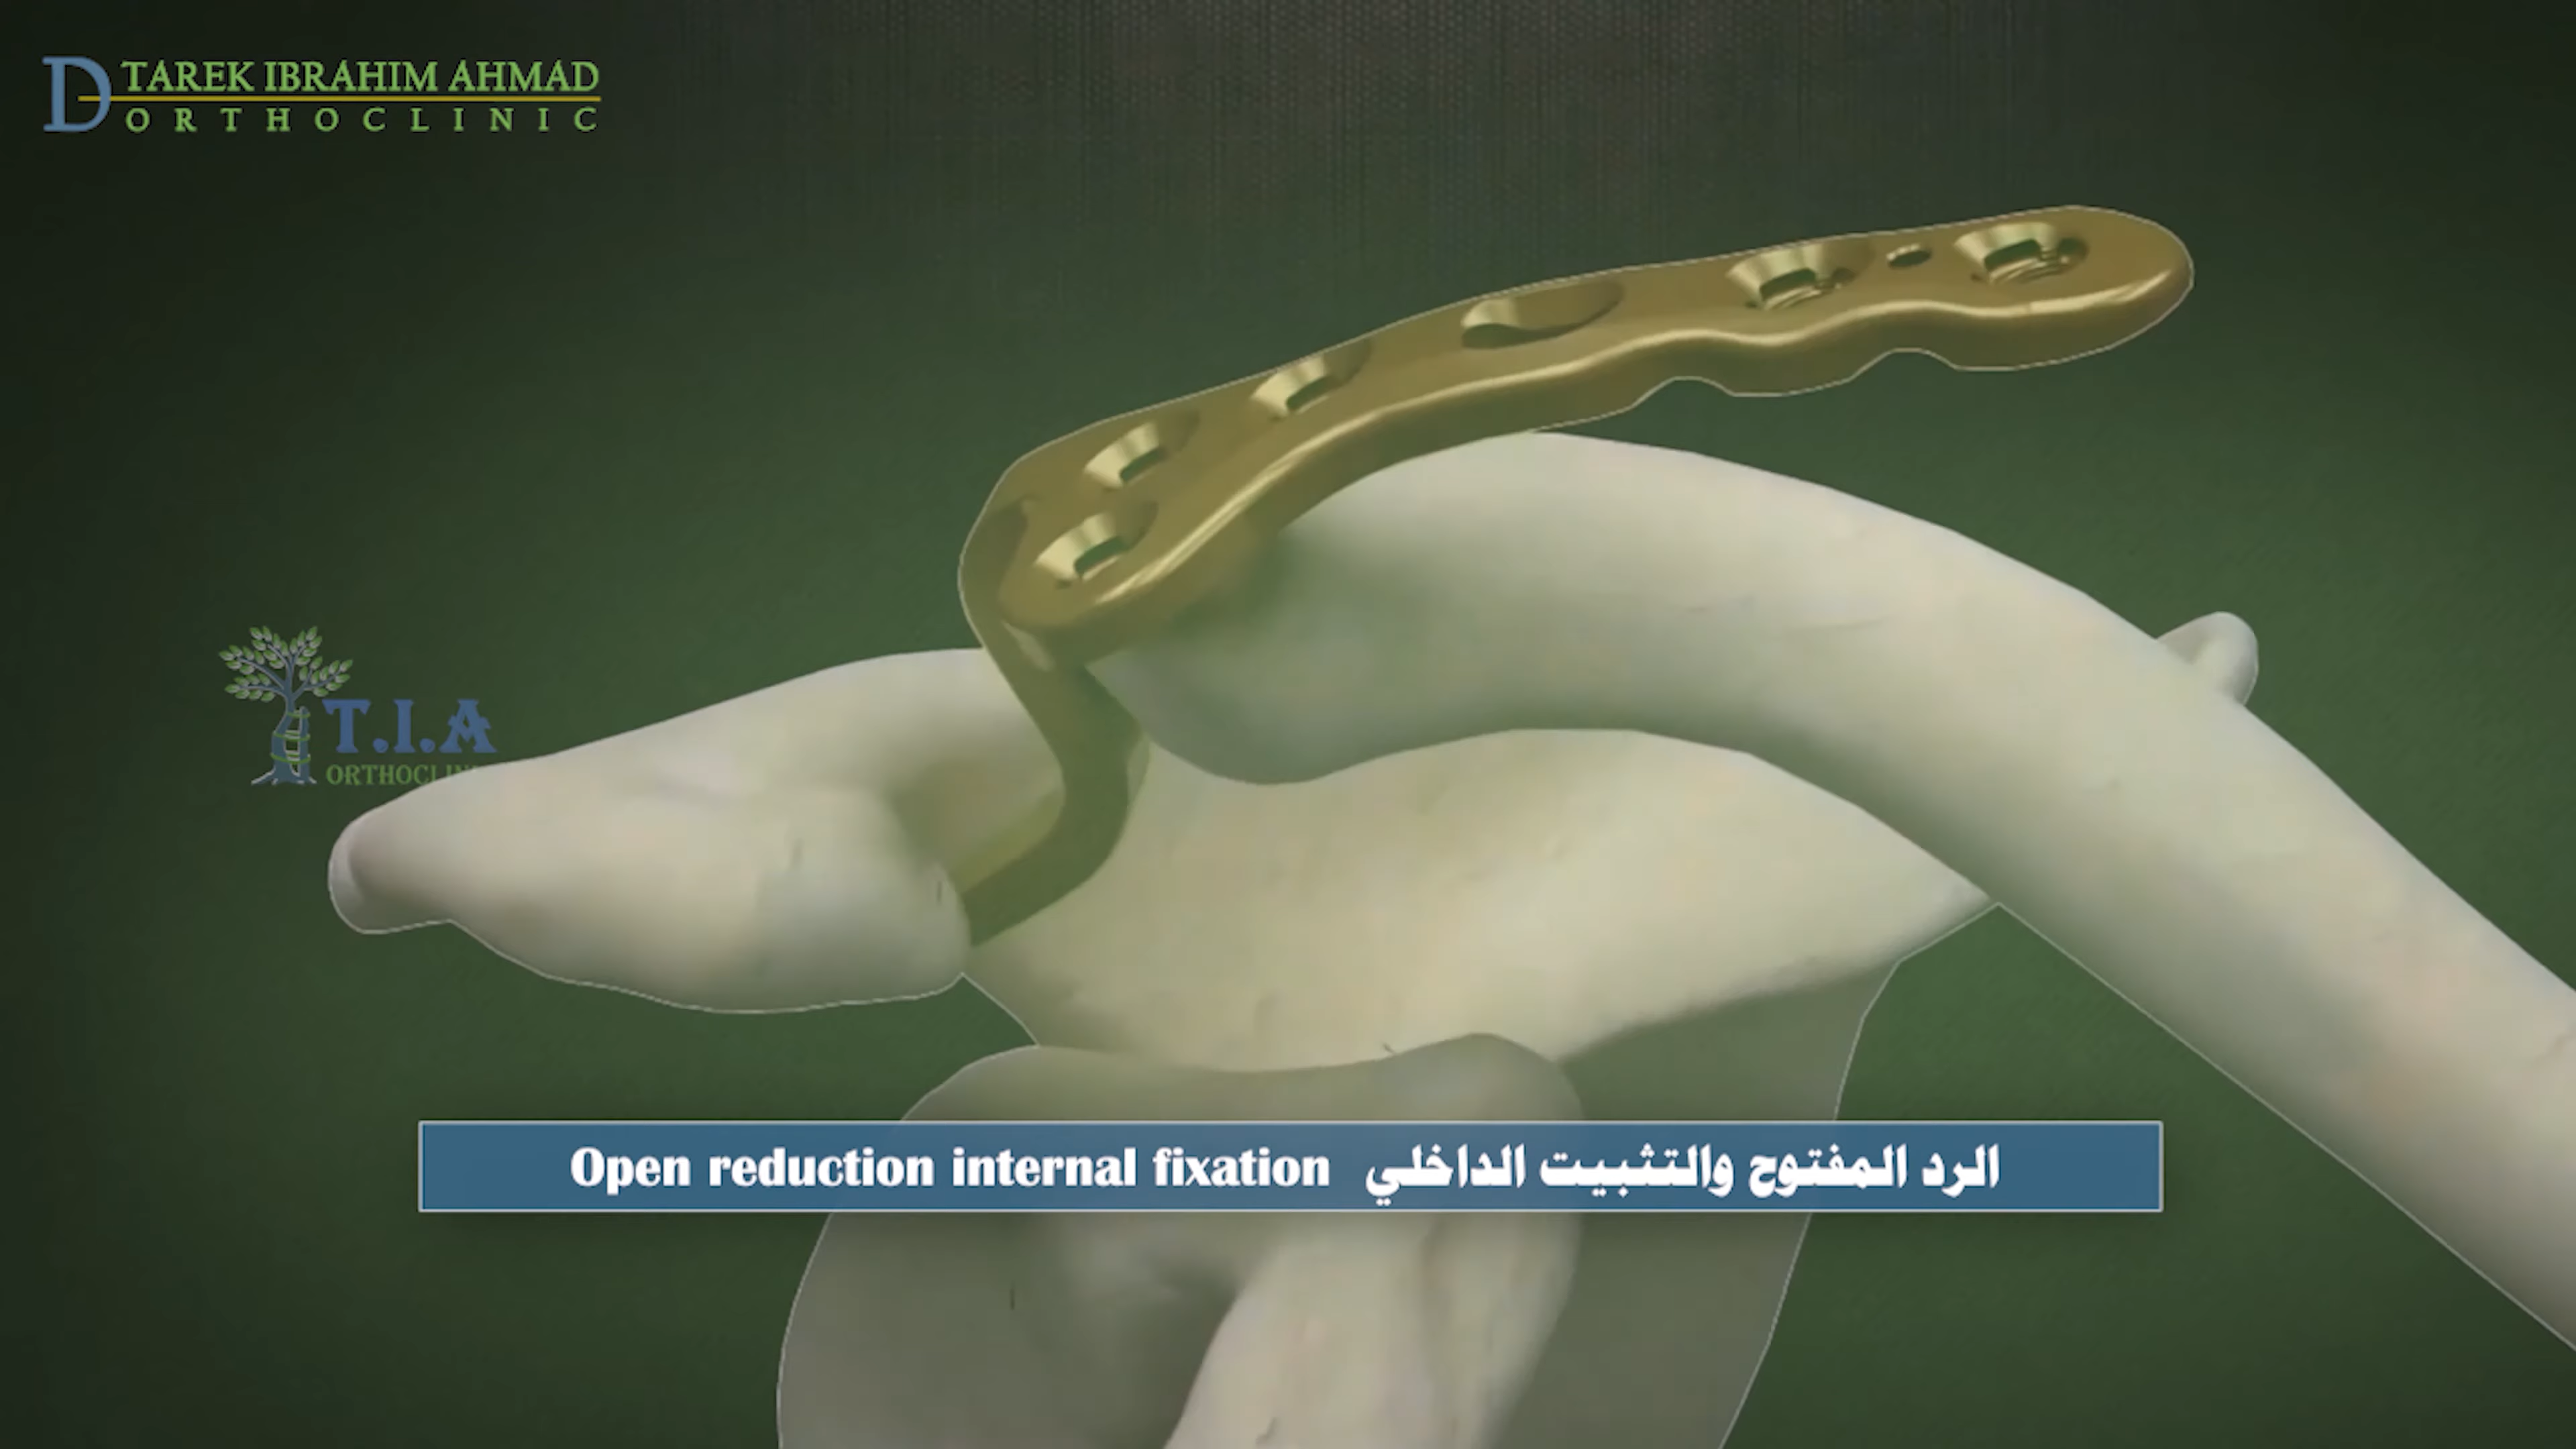 D TAREK IBRAHIM AHMAD
ORTHOCLINIC
T.I.A
Open reduction internal fixation الرد المفتوح والتثبيت الداخلي